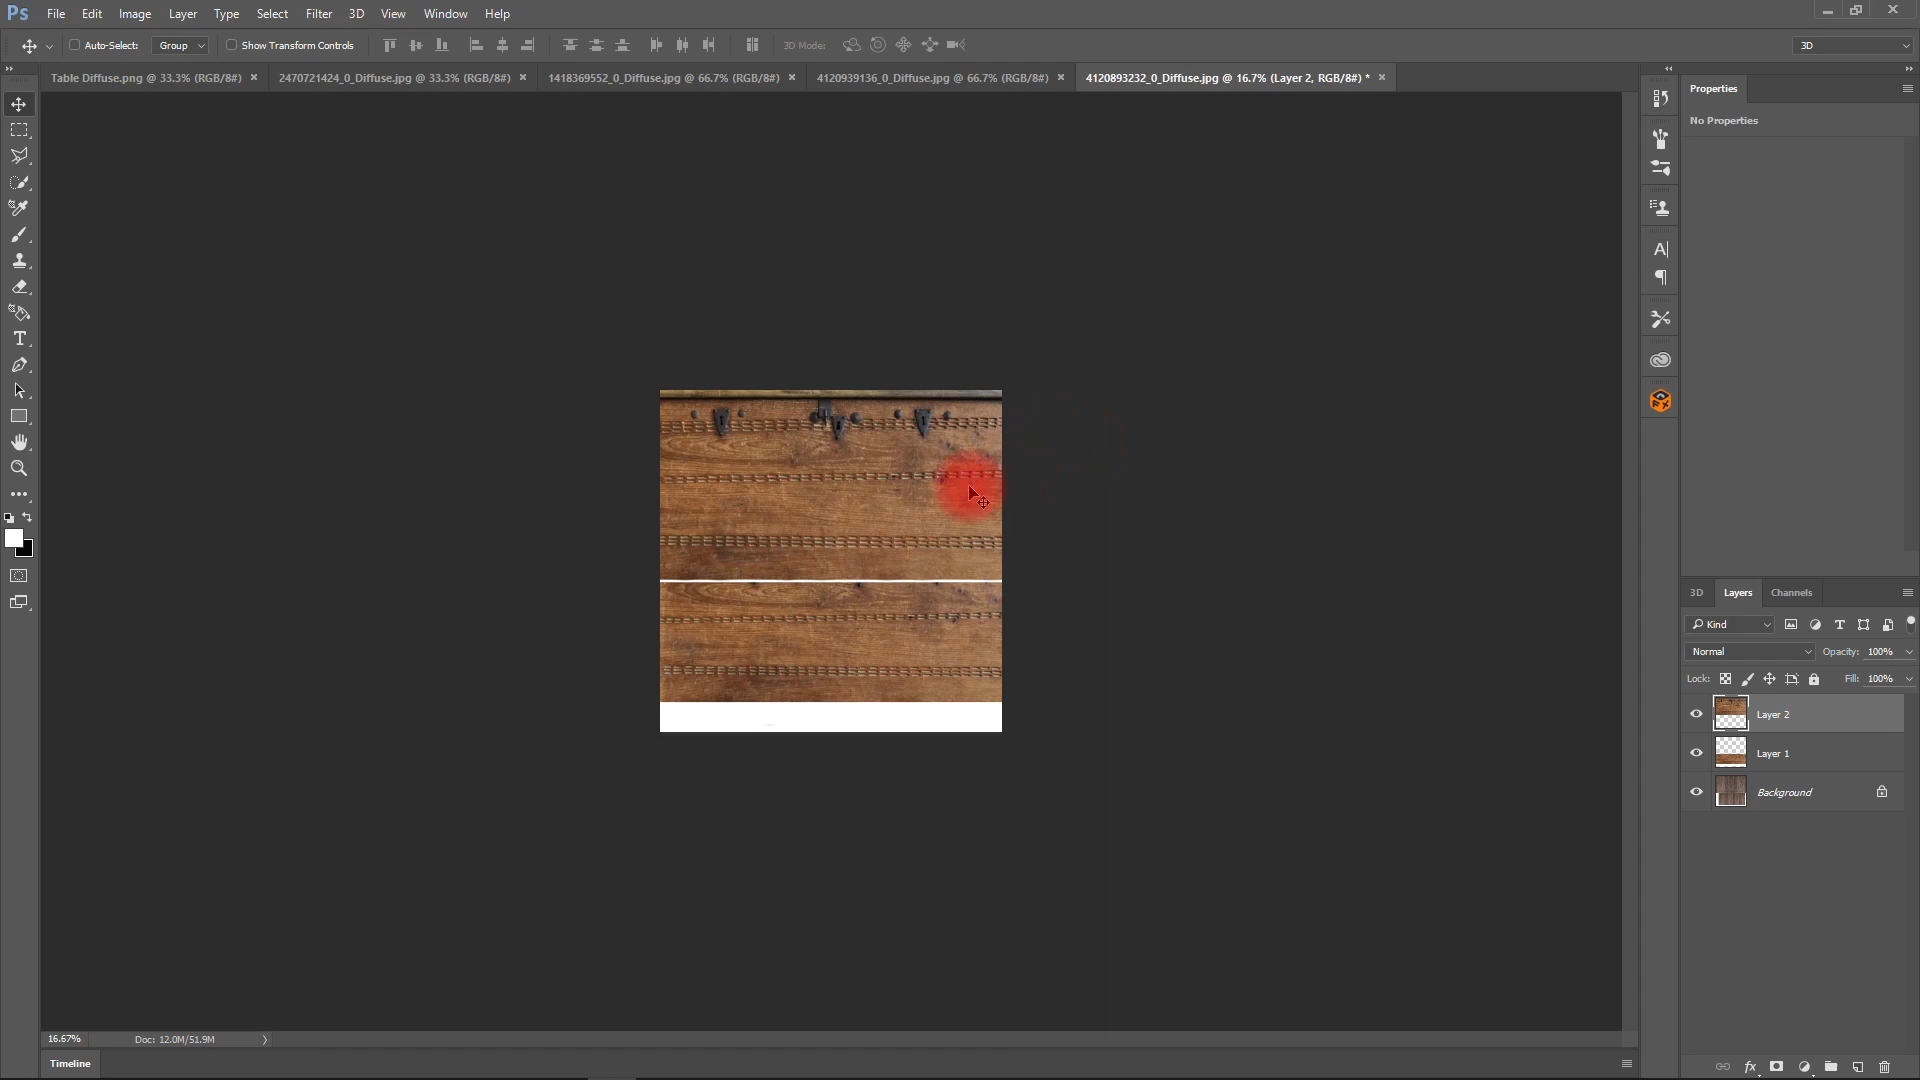 Ps File Edit Image Layer Type Select Filter 3D View Window Help
Auto-Select: Group Show Transform Controls 3D Mode: 3D
Table Diffuse.png @ 33.3% (RGB/8#) × 2470721424_0_Diffuse.jpg @ 33.3% (RGB/8#) × 1418369552_0_Diffuse.jpg @ 66.7% (RGB/8#) × 4120939136_0_Diffuse.jpg @ 66.7% (RGB/8#) × 4120893232_0_Diffuse.jpg @ 16.7% (Layer 2, RGB/8#) * ×
Properties
No Properties
3D Layers Channels
Kind
Normal Opacity: 100%
Lock: Fill: 100%
Layer 2
Layer 1
Background
16.67% Doc: 12.0M/51.9M
Timeline
fx